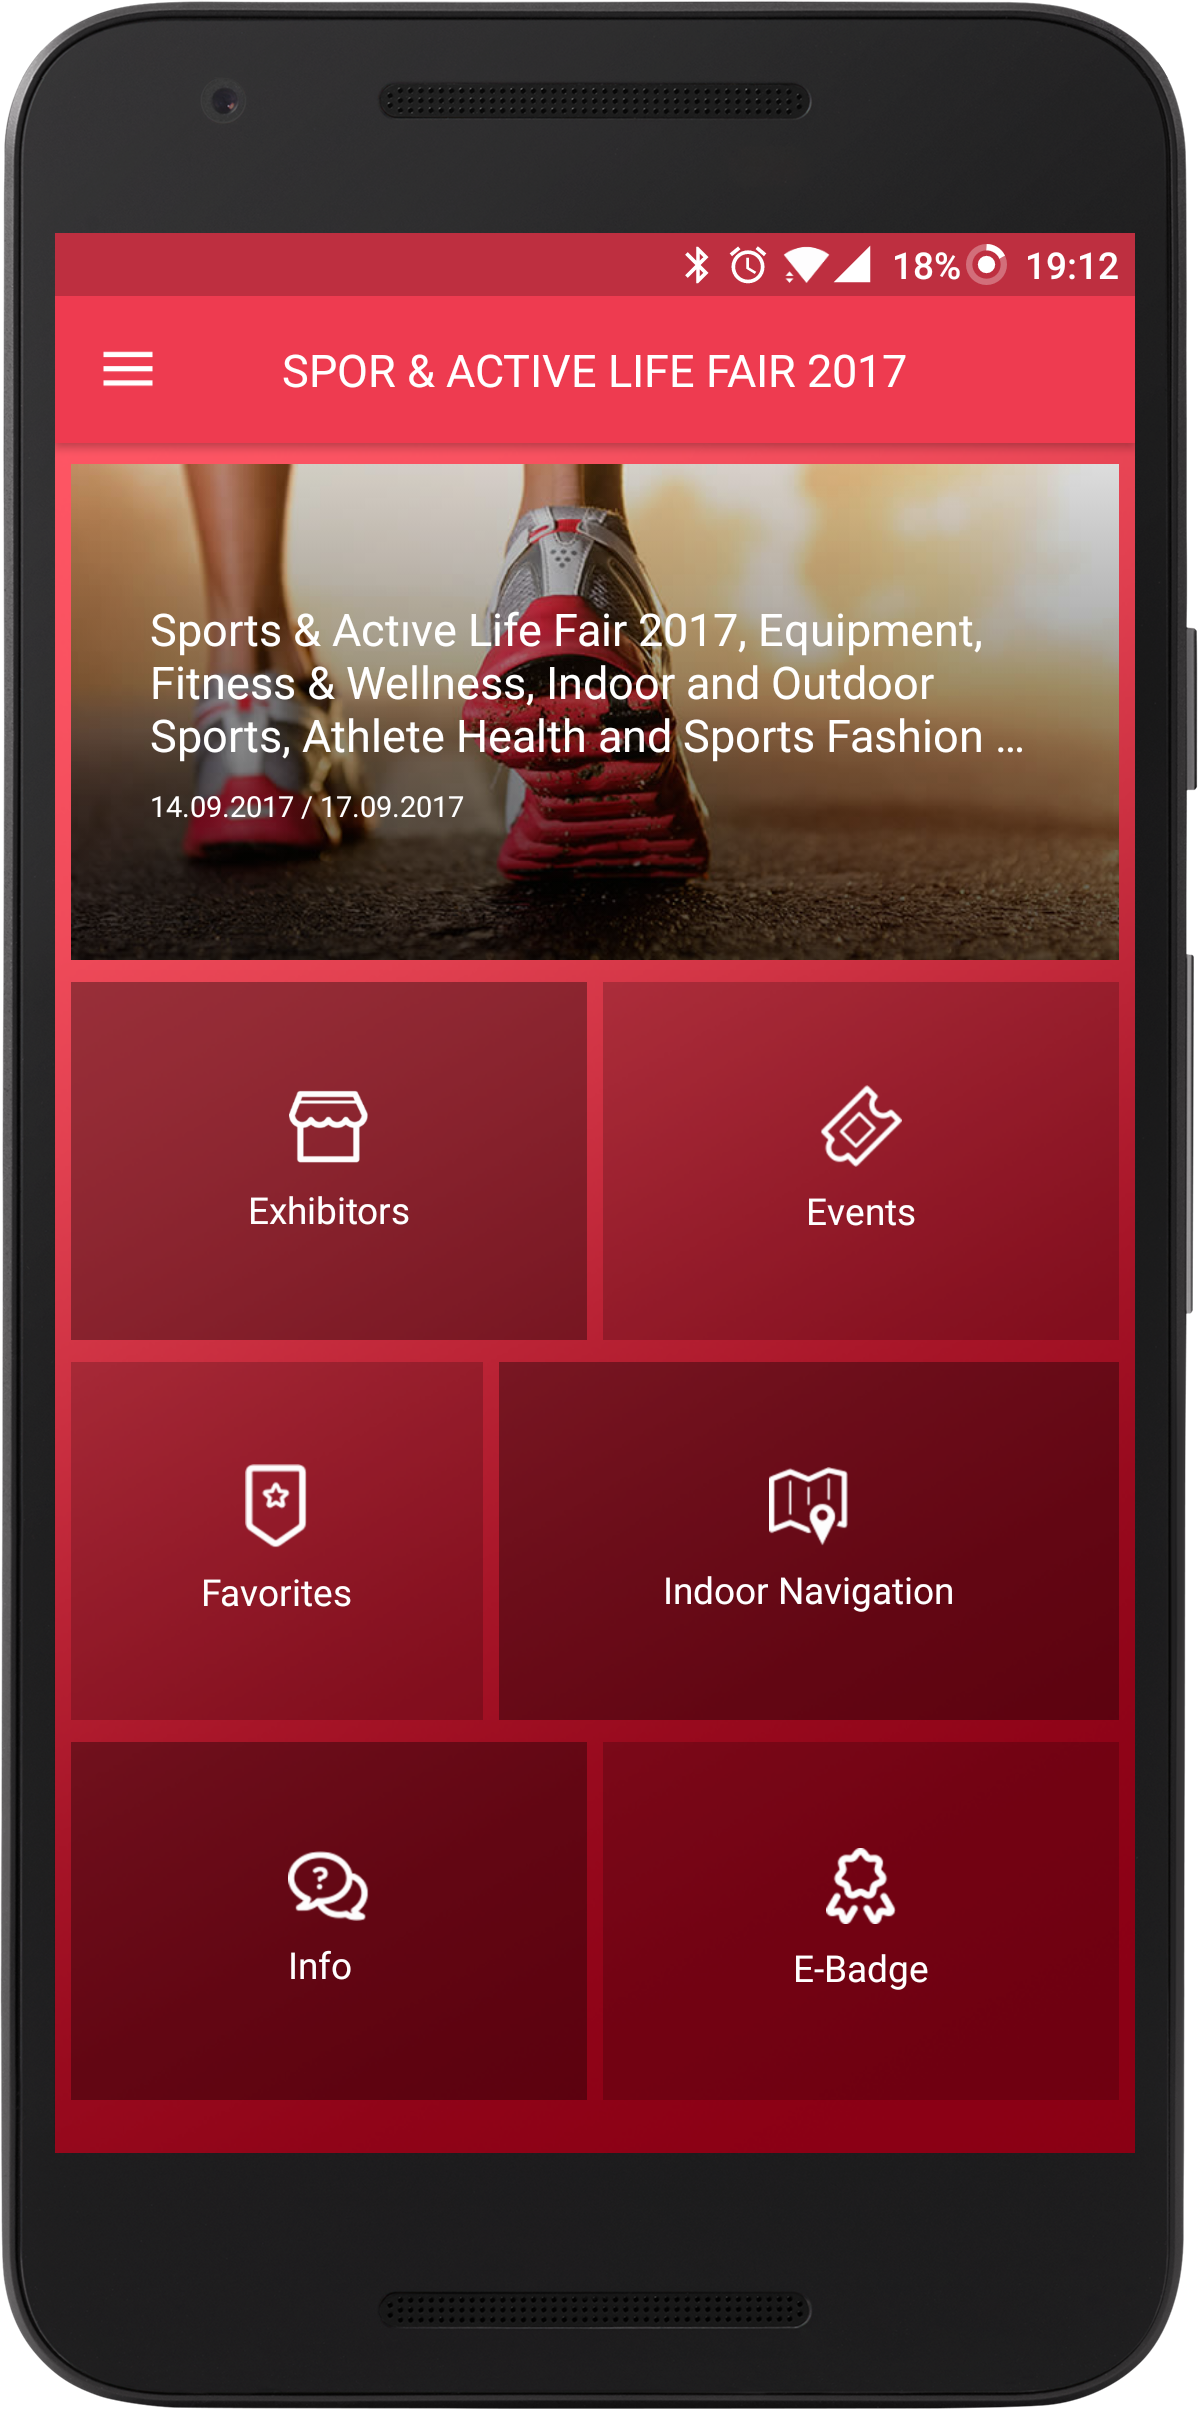 18% 19:12
SPOR & ACTIVE LIFE FAIR 2017
Sports & Actıve Life Fair 2017, Equipment,
Fitness & Wellness, Indoor and Outdoor
Sports, Athlete Health and Sports Fashion ...
14.09.2017 / 17.09.2017
Exhibitors
Events
Favorites
Indoor Navigation
?
Info
E-Badge